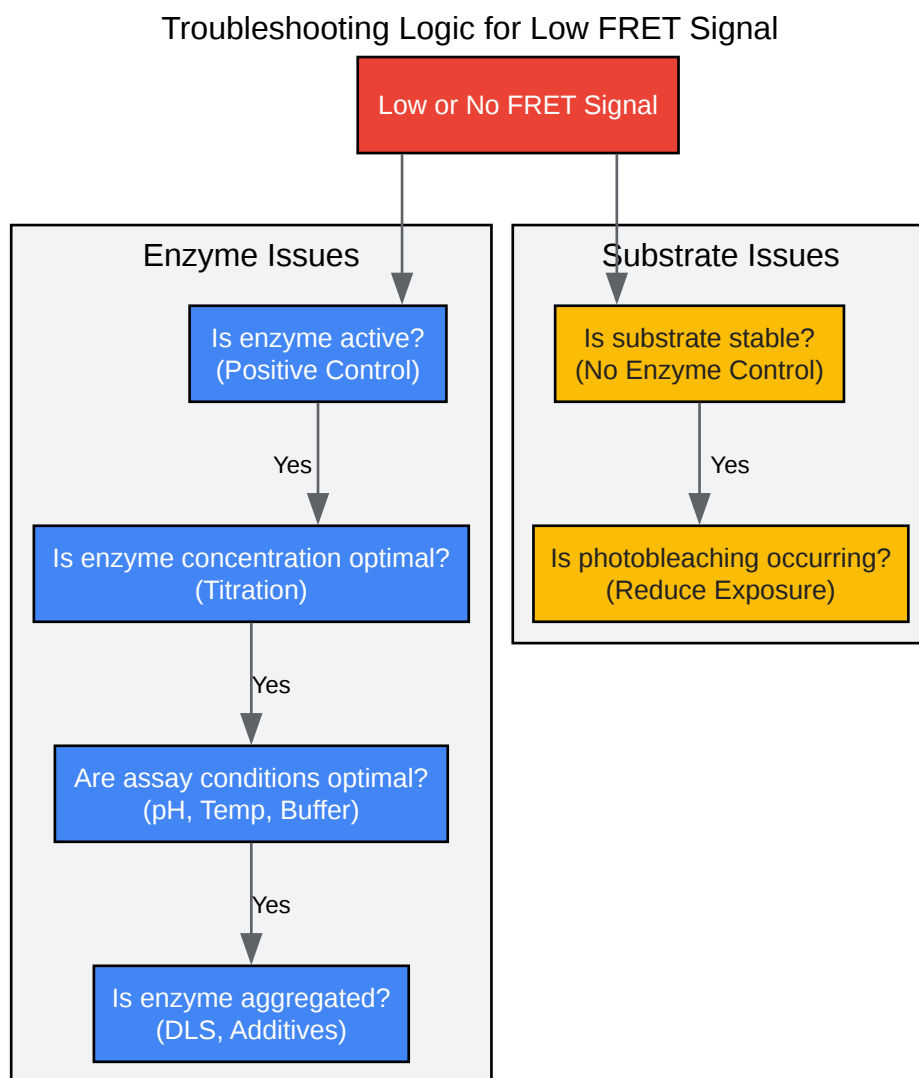 Troubleshooting Logic for Low FRET Signal
Low or No FRET Signal
Enzyme Issues
Is enzyme active?
(Positive Control)
Yes
Is enzyme concentration optimal?
(Titration)
Yes
Are assay conditions optimal?
(pH, Temp, Buffer)
Yes
Is enzyme aggregated?
(DLS, Additives)
Substrate Issues
Is substrate stable?
(No Enzyme Control)
Yes
Is photobleaching occurring?
(Reduce Exposure)